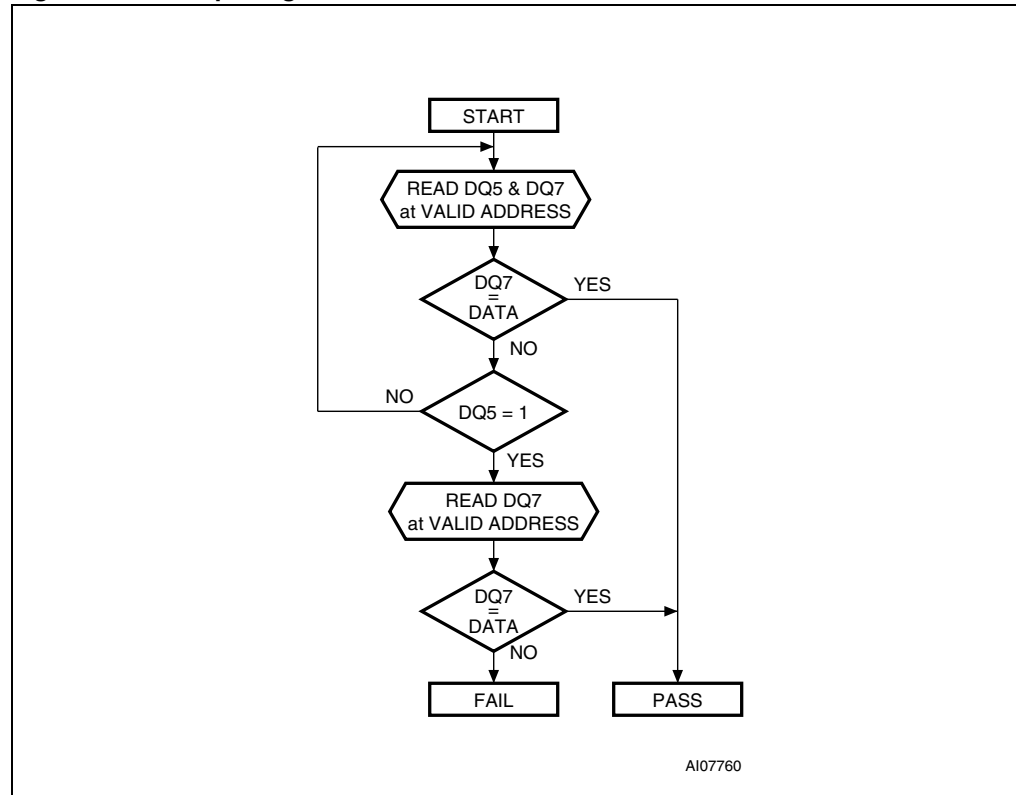 START
READ DQ5 & DQ7
at VALID ADDRESS
DQ7
=
DATA
YES
NO
NO
DQ5 = 1
YES
READ DQ7
at VALID ADDRESS
DQ7
=
DATA
YES
NO
FAIL
PASS
AI07760